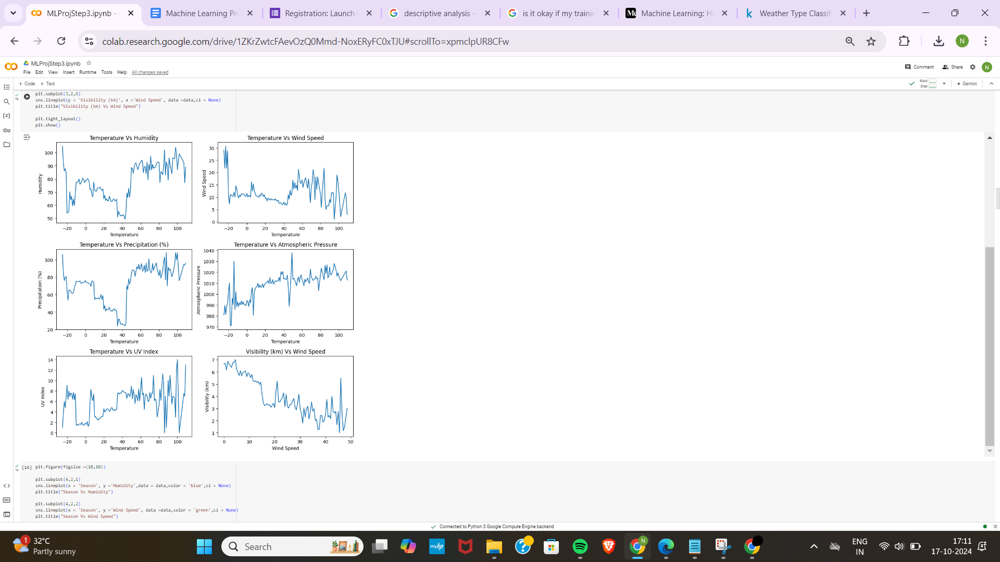 MLProjStep3.ipynb -
Machine Learning Pr
Registration: Launch
descriptive analysis -
is it okay if my trainin
Machine Learning: H
Weather Type Classifi
colab.research.google.com/drive/1ZKrZwtcFAevOzQ0Mmd-NoxERyFC0xTJU#scrollTo=xpmclpUR8CFw
N
MLProjStep3.ipynb
Comment
Share
N
File Edit View Insert Runtime Tools Help All changes saved
+ Code + Text
RAM
Disk
Gemini
plt.subplot(3,2,6)
sns.lineplot(y = 'Visibility (km)', x ='Wind Speed', data =data,ci = None)
plt.title("Visibility (km) Vs Wind Speed")
plt.tight_layout()
plt.show()
Temperature Vs Humidity
Humidity
100
90
80
70
60
50
−20 0 20 40 60 80 100
Temperature
Temperature Vs Wind Speed
Wind Speed
30
25
20
15
10
5
0
−20 0 20 40 60 80 100
Temperature
Temperature Vs Precipitation (%)
Precipitation (%)
100
80
60
40
20
−20 0 20 40 60 80 100
Temperature
Temperature Vs Atmospheric Pressure
Atmospheric Pressure
1040
1030
1020
1010
1000
990
980
970
−20 0 20 40 60 80 100
Temperature
Temperature Vs UV Index
UV Index
14
12
10
8
6
4
2
0
−20 0 20 40 60 80 100
Temperature
Visibility (km) Vs Wind Speed
Visibility (km)
7
6
5
4
3
2
1
0 10 20 30 40 50
Wind Speed
[14] plt.figure(figsize =(10,10))
plt.subplot(4,2,1)
sns.lineplot(x = 'Season', y ='Humidity',data = data,color = 'blue',ci = None)
plt.title("Season Vs Humidity")
plt.subplot(4,2,2)
sns.lineplot(x = 'Season', y ='Wind Speed', data =data,color = 'green',ci = None)
plt.title("Season Vs Wind Speed")
Connected to Python 3 Google Compute Engine backend
1
32°C
Partly sunny
Search
myhp
N
ENG
IN
17:11
17-10-2024